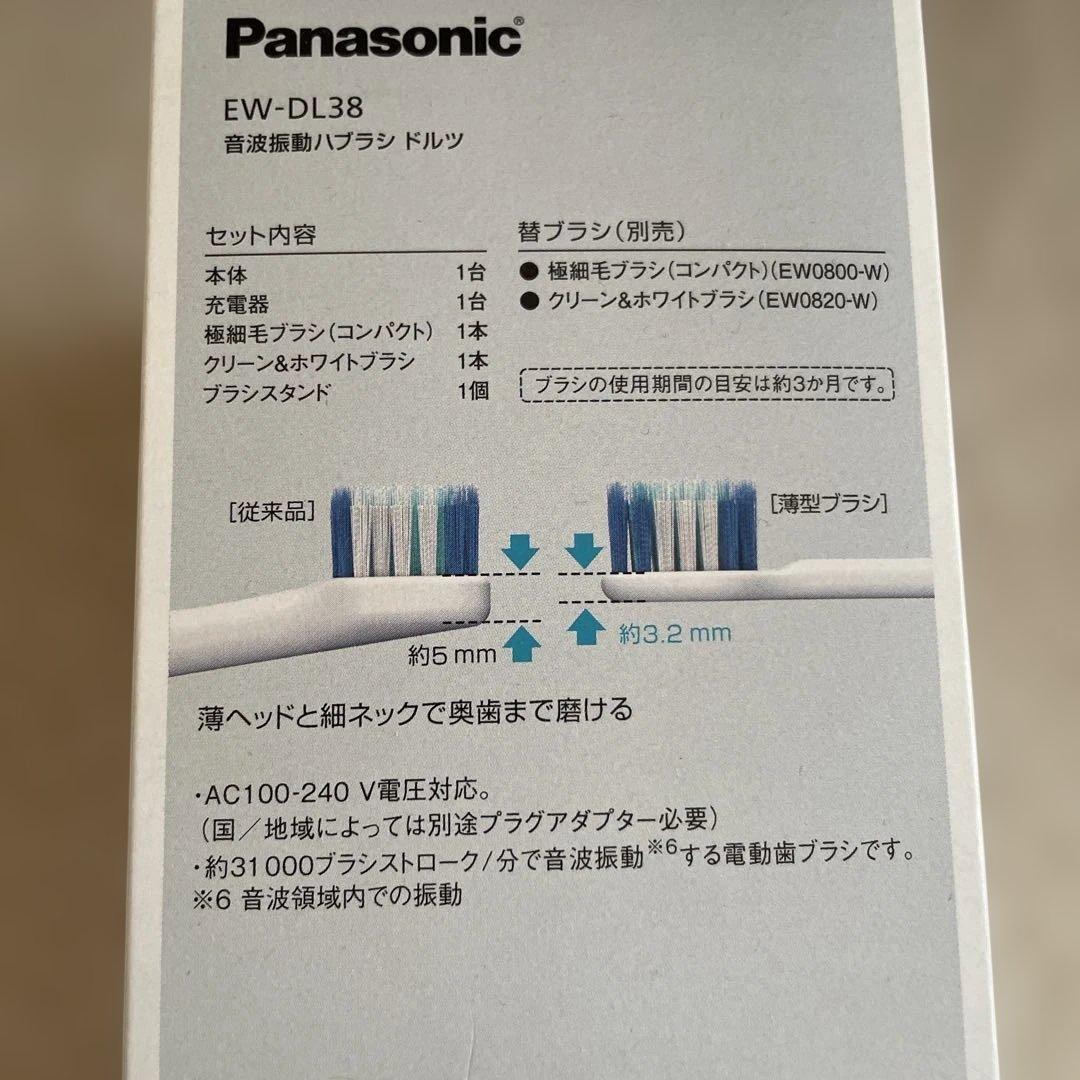 Panasonic®
EW-DL38
音波振動ハブラシ ドルツ
セット内容
本体 1台
充電器 1台
極細毛ブラシ(コンパクト) 1本
クリーン&ホワイトブラシ 1本
ブラシスタンド 1個
替ブラシ(別売)
● 極細毛ブラシ(コンパクト)(EW0800-W)
● クリーン&ホワイトブラシ(EW0820-W)
ブラシの使用期間の目安は約3か月です。
[従来品]
[薄型ブラシ]
約5 mm
約3.2 mm
薄ヘッドと細ネックで奥歯まで磨ける
・AC100-240 V電圧対応。
(国/地域によっては別途プラグアダプター必要)
・約31000ブラシストローク/分で音波振動※6する電動歯ブラシです。
※6 音波領域内での振動